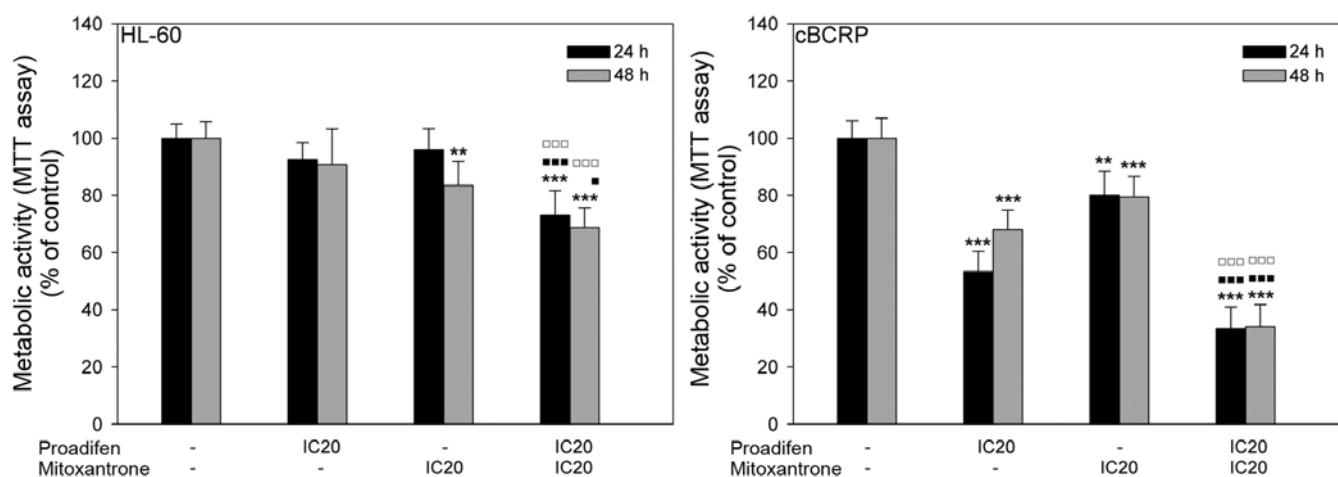 HL-60
24 h
48 h
Metabolic activity (MTT assay)
(% of control)
140
120
100
80
60
40
20
0
□□□
■■■ □□□
■
*** ***
**
Proadifen - IC20 - IC20
Mitoxantrone - - IC20 IC20
cBCRP
24 h
48 h
Metabolic activity (MTT assay)
(% of control)
140
120
100
80
60
40
20
0
***
***
** ***
□□□ □□□
■■■ ■■■
*** ***
- IC20 - IC20
- - IC20 IC20